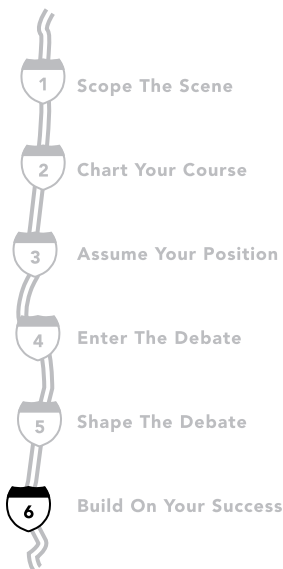 1 Scope The Scene
2 Chart Your Course
3 Assume Your Position
4 Enter The Debate
5 Shape The Debate
6 Build On Your Success